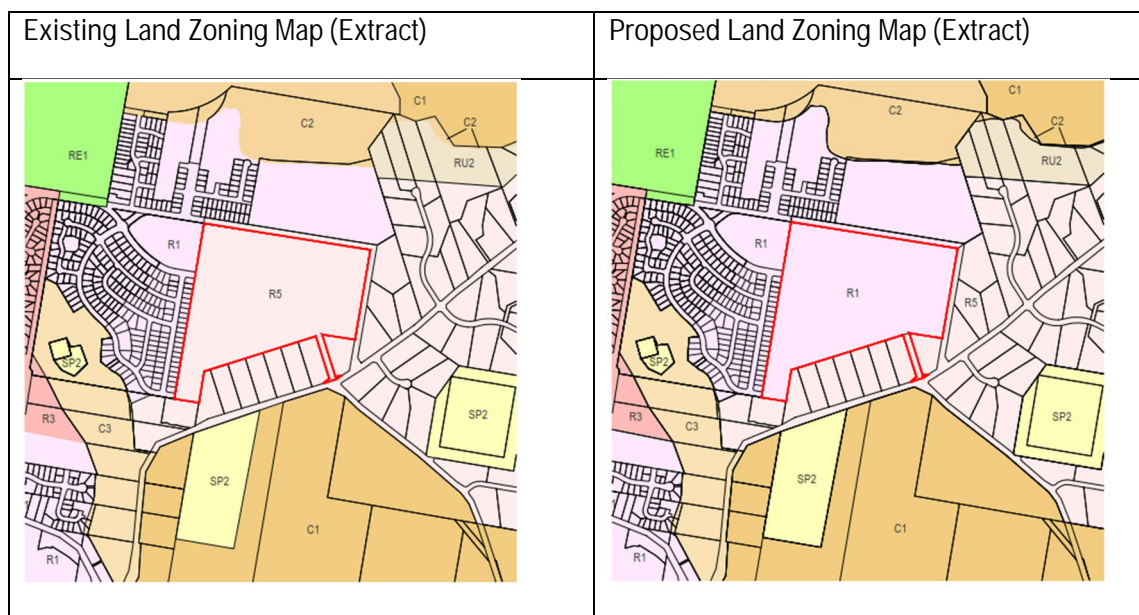 Existing Land Zoning Map (Extract)
Proposed Land Zoning Map (Extract)
C1
C2
C2
RE1
RU2
R1
R5
SP2
R3
C3
SP2
SP2
C1
R1
C1
C2
C2
RE1
RU2
R1
R1
R5
SP2
R3
C3
SP2
SP2
C1
R1